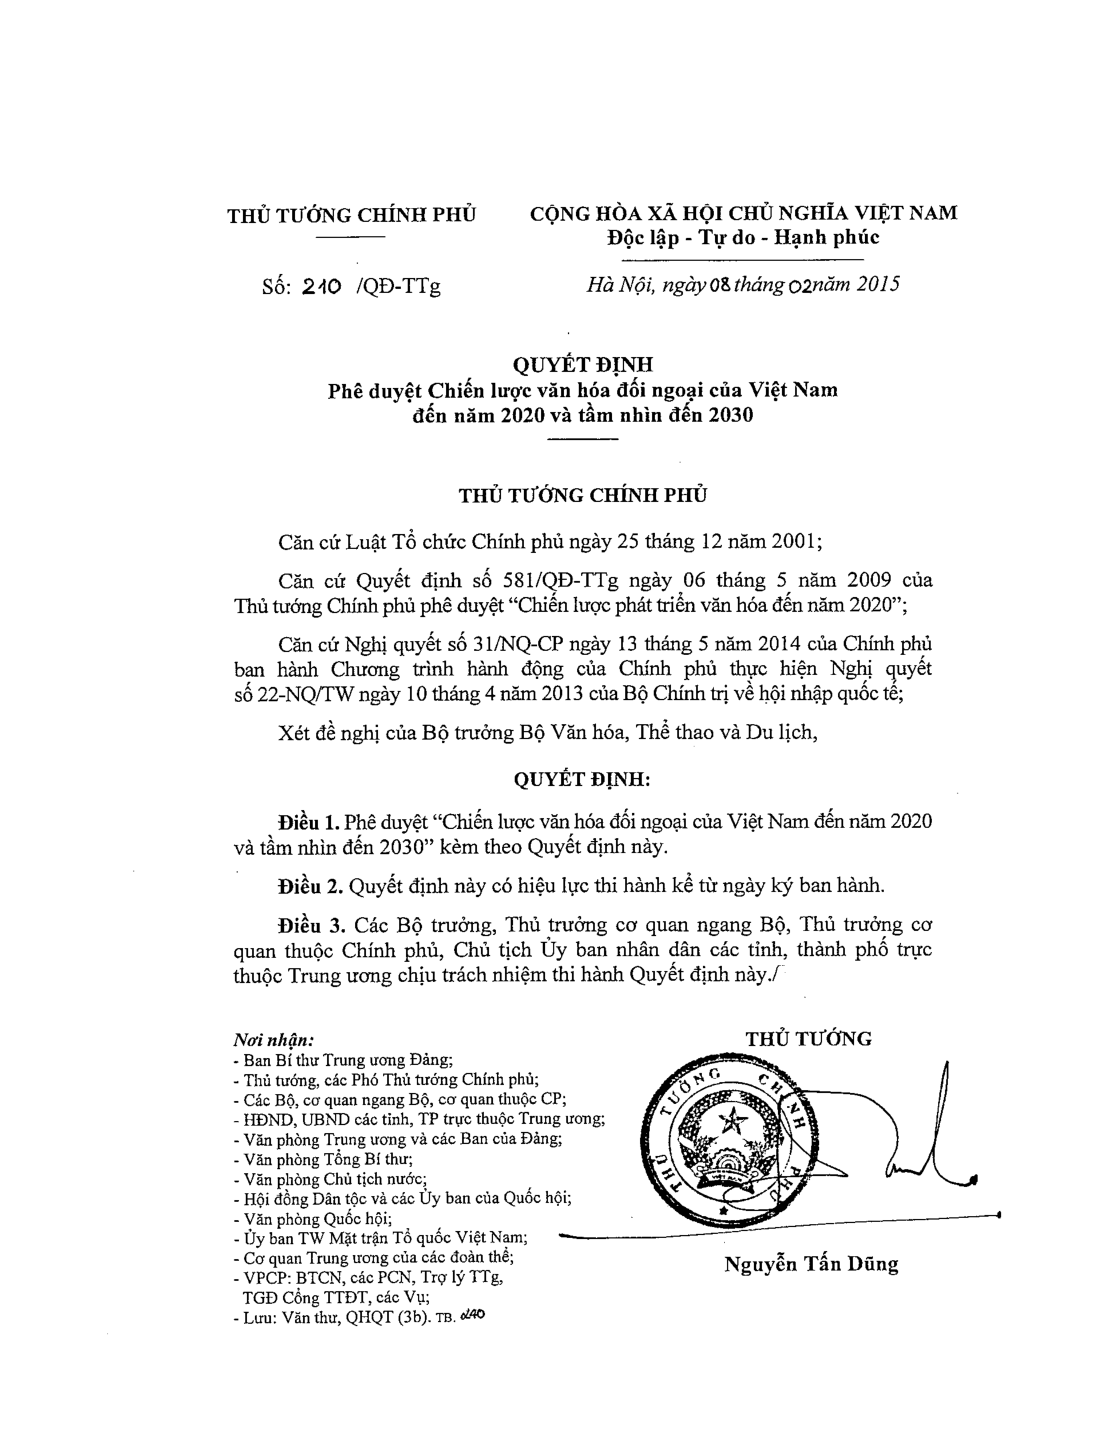 THỦ TƯỚNG CHÍNH PHỦ
CỘNG HÒA XÃ HỘI CHỦ NGHĨA VIỆT NAM
Độc lập - Tự do - Hạnh phúc
Số: 210 /QĐ-TTg
Hà Nội, ngày 08 tháng 02 năm 2015
QUYẾT ĐỊNH
Phê duyệt Chiến lược văn hóa đối ngoại của Việt Nam
đến năm 2020 và tầm nhìn đến 2030
THỦ TƯỚNG CHÍNH PHỦ
Căn cứ Luật Tổ chức Chính phủ ngày 25 tháng 12 năm 2001;
Căn cứ Quyết định số 581/QĐ-TTg ngày 06 tháng 5 năm 2009 của
Thủ tướng Chính phủ phê duyệt “Chiến lược phát triển văn hóa đến năm 2020”;
Căn cứ Nghị quyết số 31/NQ-CP ngày 13 tháng 5 năm 2014 của Chính phủ
ban hành Chương trình hành động của Chính phủ thực hiện Nghị quyết
số 22-NQ/TW ngày 10 tháng 4 năm 2013 của Bộ Chính trị về hội nhập quốc tế;
Xét đề nghị của Bộ trưởng Bộ Văn hóa, Thể thao và Du lịch,
QUYẾT ĐỊNH:
Điều 1. Phê duyệt “Chiến lược văn hóa đối ngoại của Việt Nam đến năm 2020
và tầm nhìn đến 2030” kèm theo Quyết định này.
Điều 2. Quyết định này có hiệu lực thi hành kể từ ngày ký ban hành.
Điều 3. Các Bộ trưởng, Thủ trưởng cơ quan ngang Bộ, Thủ trưởng cơ
quan thuộc Chính phủ, Chủ tịch Ủy ban nhân dân các tỉnh, thành phố trực
thuộc Trung ương chịu trách nhiệm thi hành Quyết định này./
Nơi nhận:
- Ban Bí thư Trung ương Đảng;
- Thủ tướng, các Phó Thủ tướng Chính phủ;
- Các Bộ, cơ quan ngang Bộ, cơ quan thuộc CP;
- HĐND, UBND các tỉnh, TP trực thuộc Trung ương;
- Văn phòng Trung ương và các Ban của Đảng;
- Văn phòng Tổng Bí thư;
- Văn phòng Chủ tịch nước;
- Hội đồng Dân tộc và các Ủy ban của Quốc hội;
- Văn phòng Quốc hội;
- Ủy ban TW Mặt trận Tổ quốc Việt Nam;
- Cơ quan Trung ương của các đoàn thể;
- VPCP: BTCN, các PCN, Trợ lý TTg,
TGĐ Cổng TTĐT, các Vụ;
- Lưu: Văn thư, QHQT (3b). TB.
THỦ TƯỚNG
THỦ TƯỚNG CHÍNH PHỦ
Nguyễn Tấn Dũng